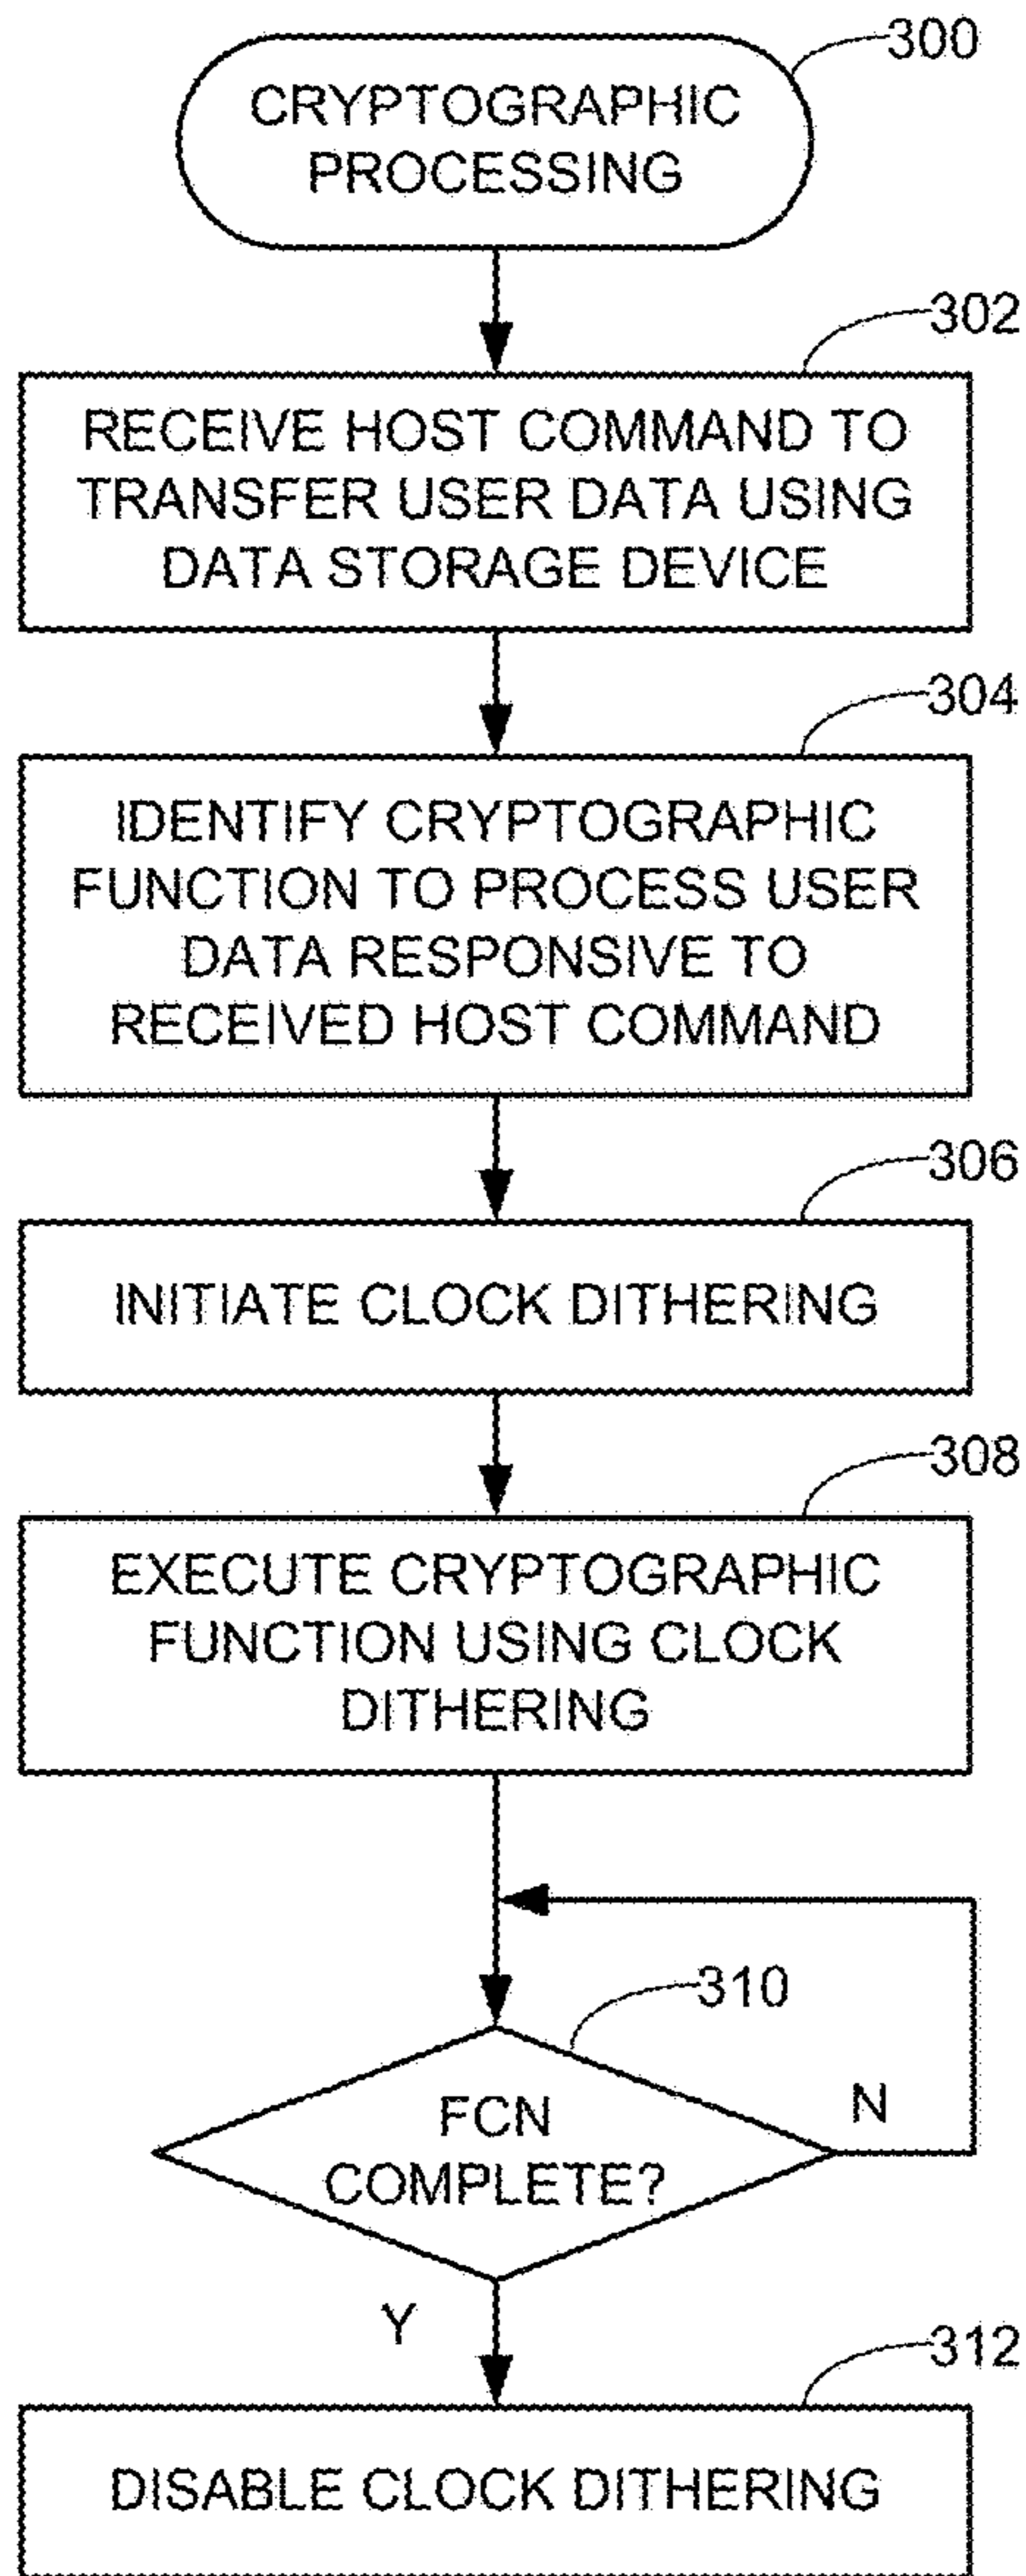 300
CRYPTOGRAPHIC
PROCESSING
302
RECEIVE HOST COMMAND TO
TRANSFER USER DATA USING
DATA STORAGE DEVICE
304
IDENTIFY CRYPTOGRAPHIC
FUNCTION TO PROCESS USER
DATA RESPONSIVE TO
RECEIVED HOST COMMAND
306
INITIATE CLOCK DITHERING
308
EXECUTE CRYPTOGRAPHIC
FUNCTION USING CLOCK
DITHERING
310
FCN
COMPLETE?
N
Y
312
DISABLE CLOCK DITHERING